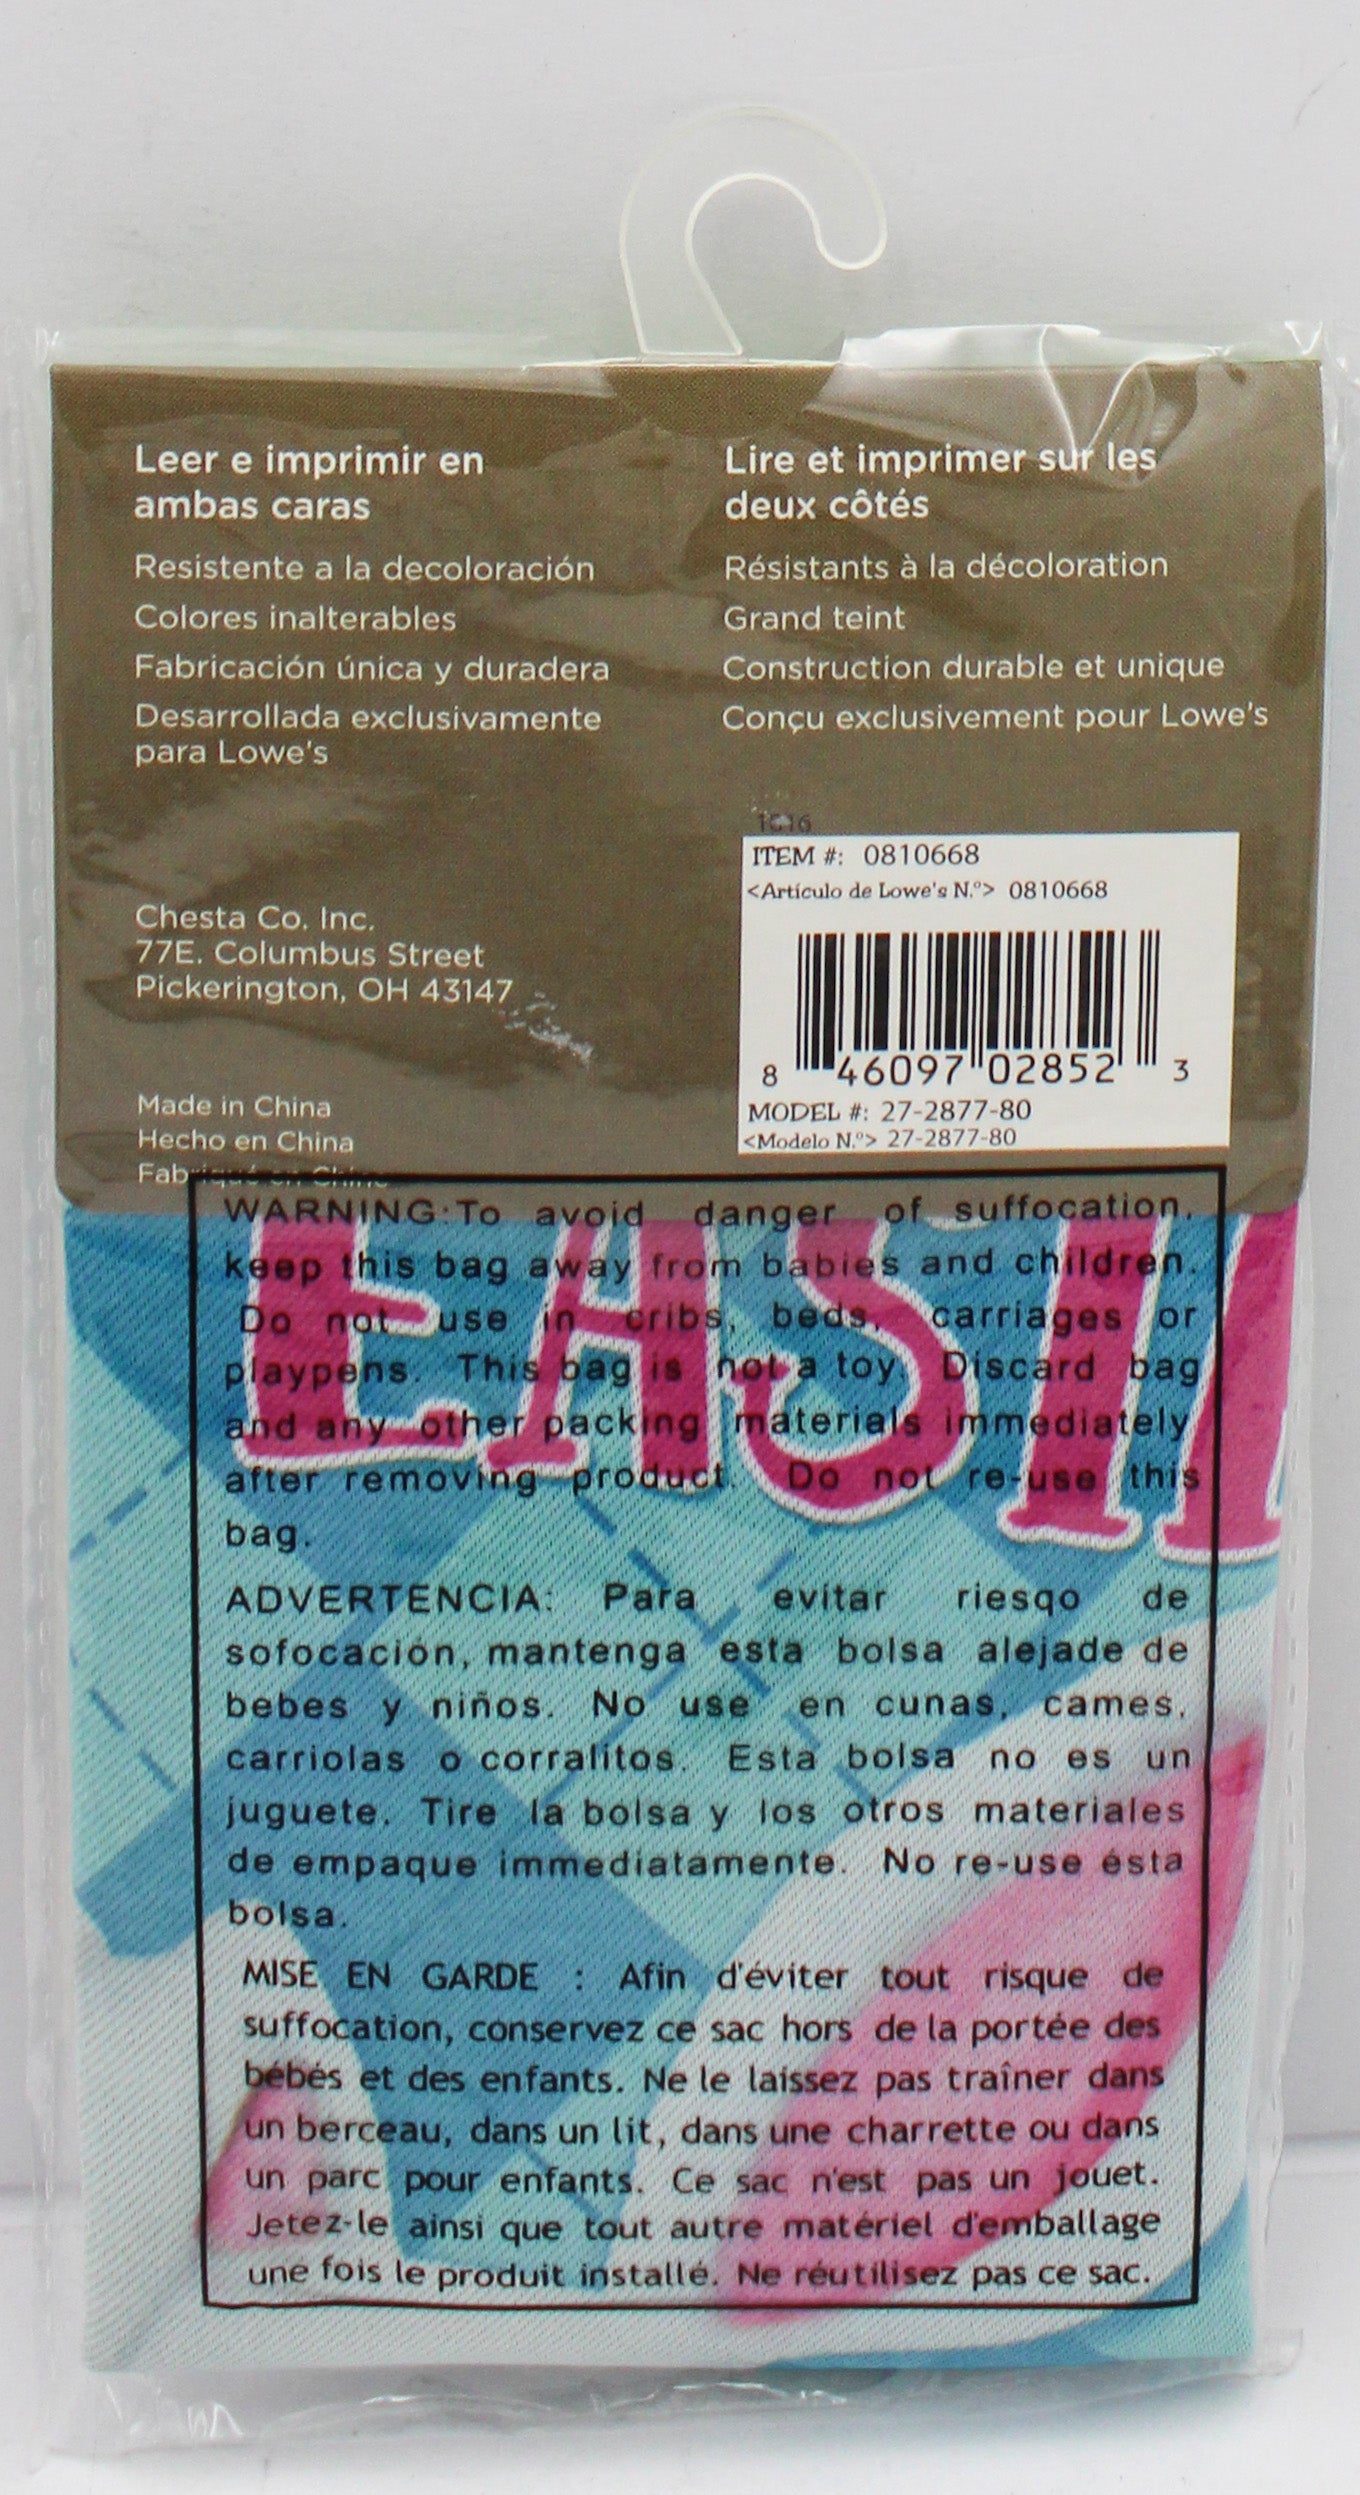 Leer e imprimir en
ambas caras
Resistente a la decoloración
Colores inalterables
Fabricación única y duradera
Desarrollada exclusivamente
para Lowe's
Lire et imprimer sur les
deux côtés
Résistants à la décoloration
Grand teint
Construction durable et unique
Conçu exclusivement pour Lowe's
Chesta Co. Inc.
77E. Columbus Street
Pickerington, OH 43147
Made in China
Hecho en China
Fabriqué en Chine
ITEM #: 0810668
<Artículo de Lowe's N.º> 0810668
8 46097 02852 3
MODEL #: 27-2877-80
<Modelo N.º> 27-2877-80
EAS
WARNING:To avoid danger of suffocation,
keep this bag away from babies and children.
Do not use in cribs, beds, carriages or
playpens. This bag is not a toy. Discard bag
and any other packing materials immediately
after removing product. Do not re-use this
bag.
ADVERTENCIA: Para evitar riesqo de
sofocación, mantenga esta bolsa alejade de
bebes y niños. No use en cunas, cames,
carriolas o corralitos. Esta bolsa no es un
juguete. Tire la bolsa y los otros materiales
de empaque immediatamente. No re-use ésta
bolsa.
MISE EN GARDE : Afin d'éviter tout risque de
suffocation, conservez ce sac hors de la portée des
bébés et des enfants. Ne le laissez pas traîner dans
un berceau, dans un lit, dans une charrette ou dans
un parc pour enfants. Ce sac n'est pas un jouet.
Jetez-le ainsi que tout autre matériel d'emballage
une fois le produit installé. Ne réutilisez pas ce sac.